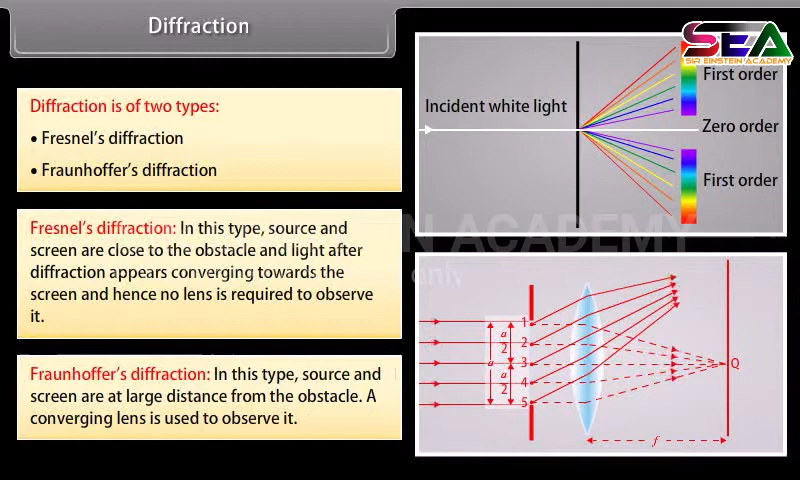 Diffraction
SEA
SIR EINSTEIN ACADEMY
Diffraction is of two types:
• Fresnel's diffraction
• Fraunhoffer's diffraction
Fresnel's diffraction: In this type, source and
screen are close to the obstacle and light after
diffraction appears converging towards the
screen and hence no lens is required to observe
it.
Fraunhoffer's diffraction: In this type, source and
screen are at large distance from the obstacle. A
converging lens is used to observe it.
Incident white light
First order
Zero order
First order
ACADEMY
only
1
2
3
4
5
a
a
2
a
2
Q
f